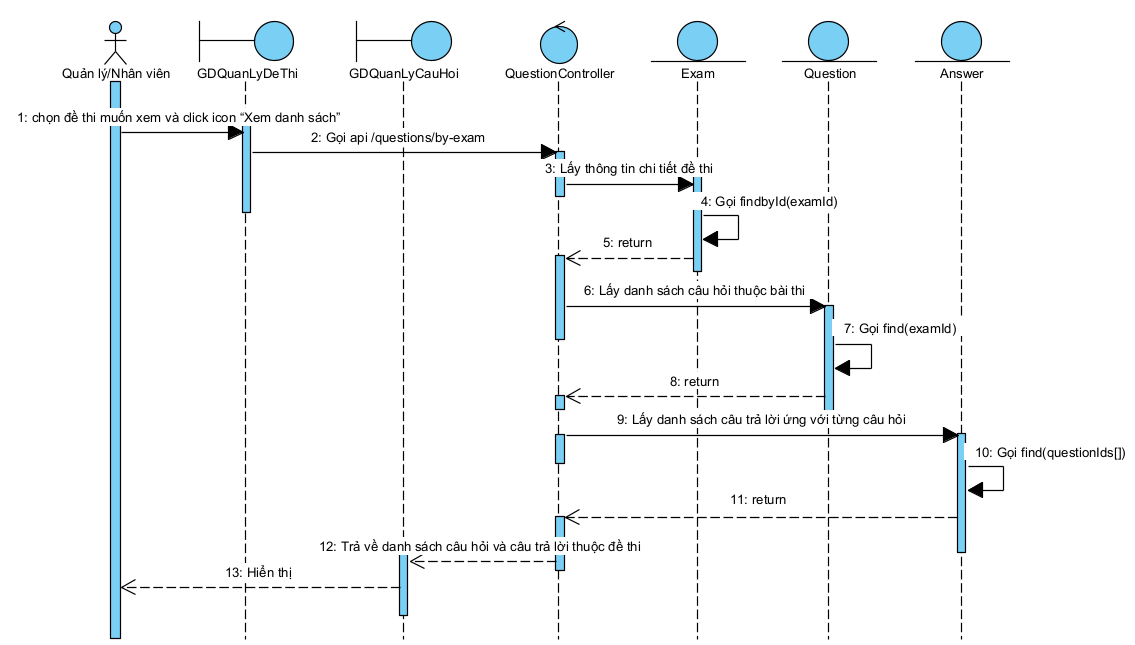 Quản lý/Nhân viên
GDQuanLyDeThi
GDQuanLyCauHoi
QuestionController
Exam
Question
Answer
1: chọn đề thi muốn xem và click icon “Xem danh sách”
2: Gọi api /questions/by-exam
3: Lấy thông tin chi tiết đề thi
4: Gọi findbyId(examId)
5: return
6: Lấy danh sách câu hỏi thuộc bài thi
7: Gọi find(examId)
8: return
9: Lấy danh sách câu trả lời ứng với từng câu hỏi
10: Gọi find(questionIds[])
11: return
12: Trả về danh sách câu hỏi và câu trả lời thuộc đề thi
13: Hiển thị